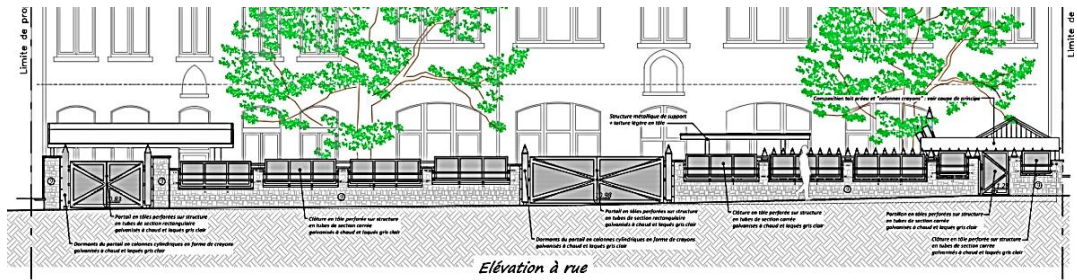 Limite de prop
Limite de
Composition toit préau et "colonnes crayons" : voir coupe de principe
Structure métallique de support
+ toiture légère en tôle
Portail en tôles perforées sur structure
en tubes de section rectangulaire
galvanisés à chaud et laqués gris clair
Dormants du portail en colonnes cylindriques en forme de crayons
galvanisés à chaud et laqués gris clair
Clôture en tôle perforée sur structure
en tubes de section carrée
galvanisés à chaud et laqués gris clair
Portail en tôles perforées sur structure
en tubes de section rectangulaire
galvanisés à chaud et laqués gris clair
Dormants du portail en colonnes cylindriques en forme de crayons
galvanisés à chaud et laqués gris clair
Clôture en tôle perforée sur structure
en tubes de section carrée
galvanisés à chaud et laqués gris clair
Portillon en tôles perforées sur structure
en tubes de section carrée
galvanisés à chaud et laqués gris clair
Clôture en tôle perforée sur structure
en tubes de section carrée
galvanisés à chaud et laqués gris clair
Elévation à rue